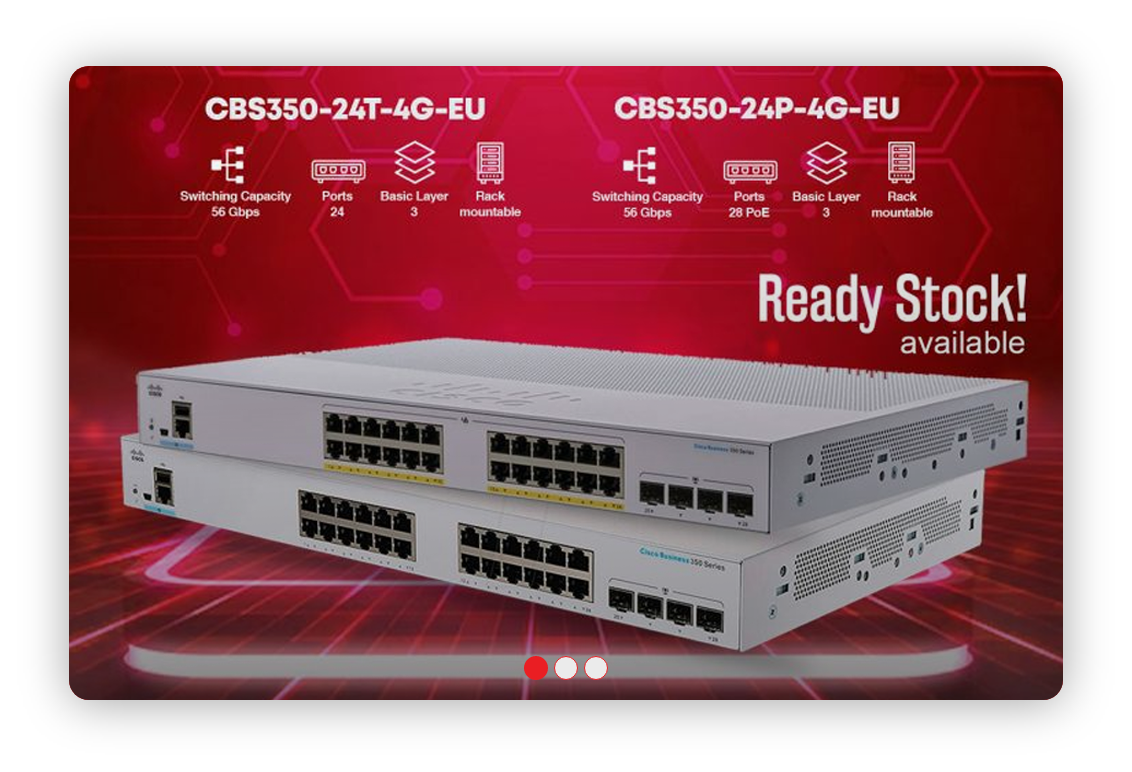 CBS350-24T-4G-EU
Switching Capacity
56 Gbps
Ports
24
Basic Layer
3
Rack
mountable
CBS350-24P-4G-EU
Switching Capacity
56 Gbps
Ports
28 PoE
Basic Layer
3
Rack
mountable
Ready Stock!
available
Cisco Business 350 Series
Cisco Business 350 Series